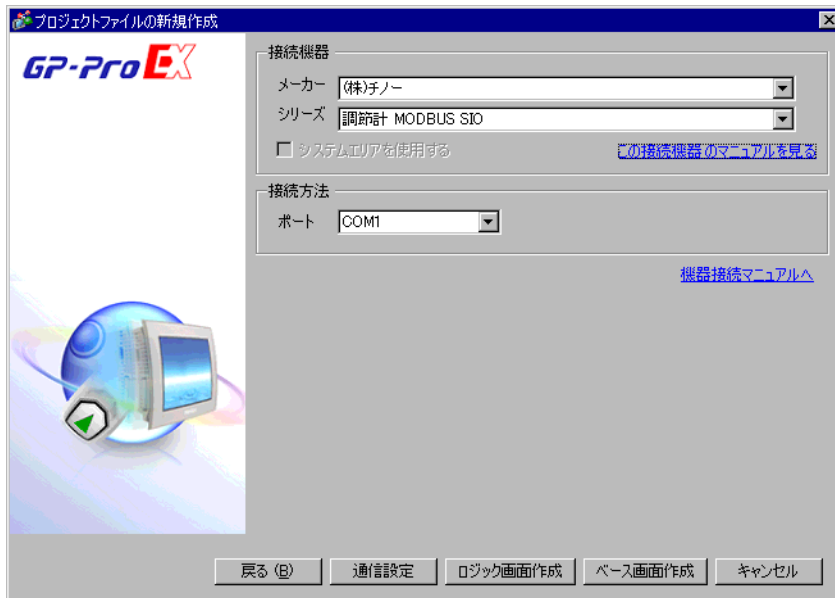 プロジェクトファイルの新規作成
GP-Pro EX
接続機器
メーカー (株)チノー
シリーズ 調節計 MODBUS SIO
システムエリアを使用する この接続機器のマニュアルを見る
接続方法
ポート COM1
機器接続マニュアルへ
戻る (B) 通信設定 ロジック画面作成 ベース画面作成 キャンセル